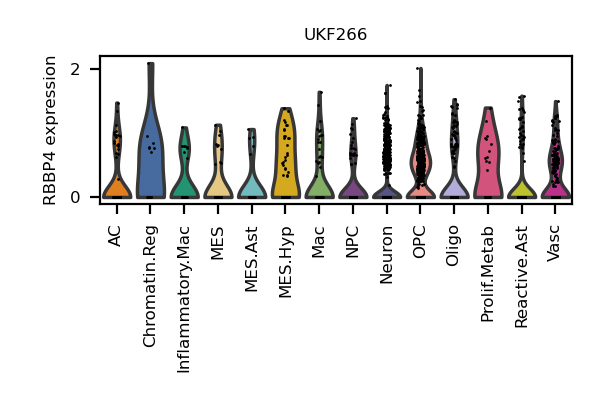 UKF266
RBBP4 expression
2
0
AC
Chromatin.Reg
Inflammatory.Mac
MES
MES.Ast
MES.Hyp
Mac
NPC
Neuron
OPC
Oligo
Prolif.Metab
Reactive.Ast
Vasc